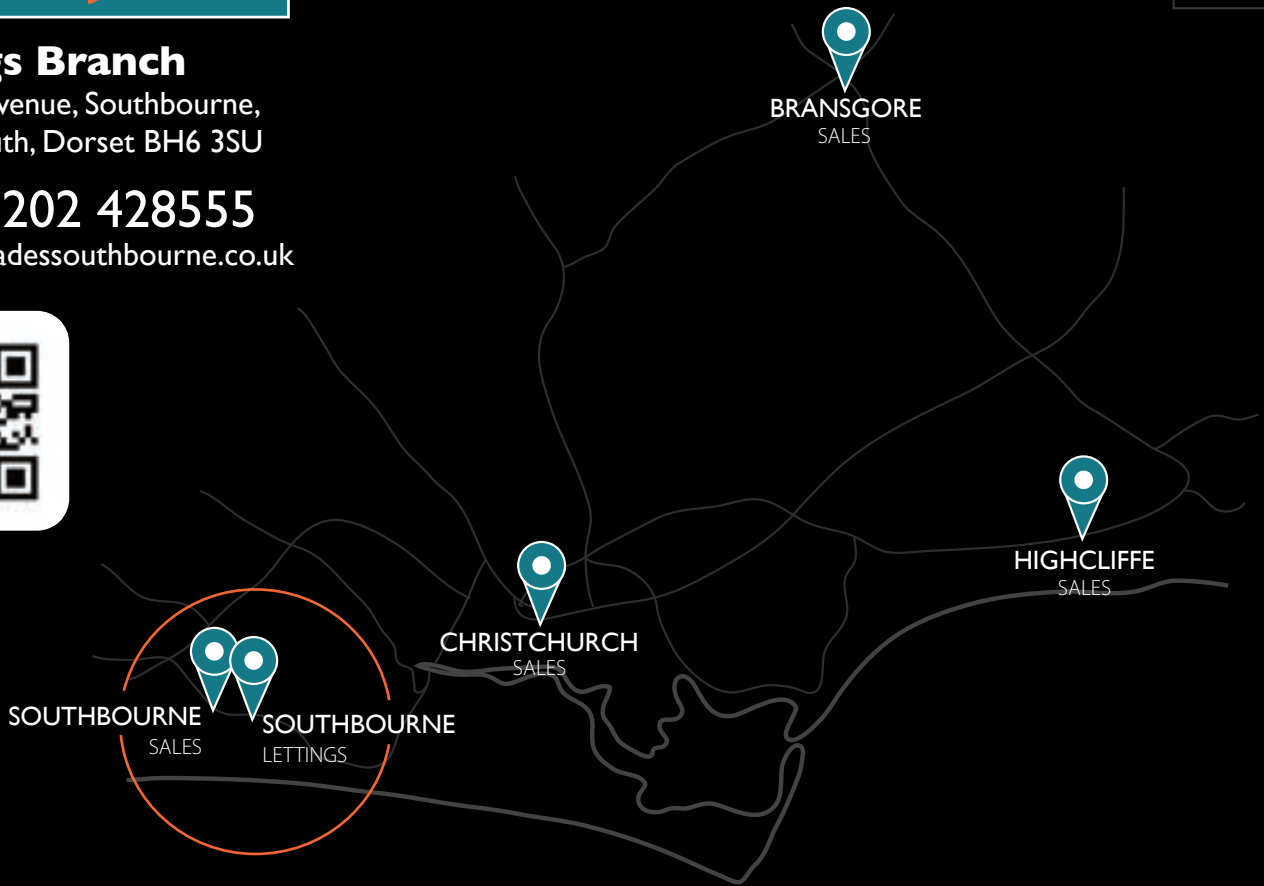 gs Branch
venue, Southbourne,
uth, Dorset BH6 3SU
202 428555
adessouthbourne.co.uk
BRANSGORE
SALES
HIGHCLIFFE
SALES
CHRISTCHURCH
SALES
SOUTHBOURNE
SALES
SOUTHBOURNE
LETTINGS